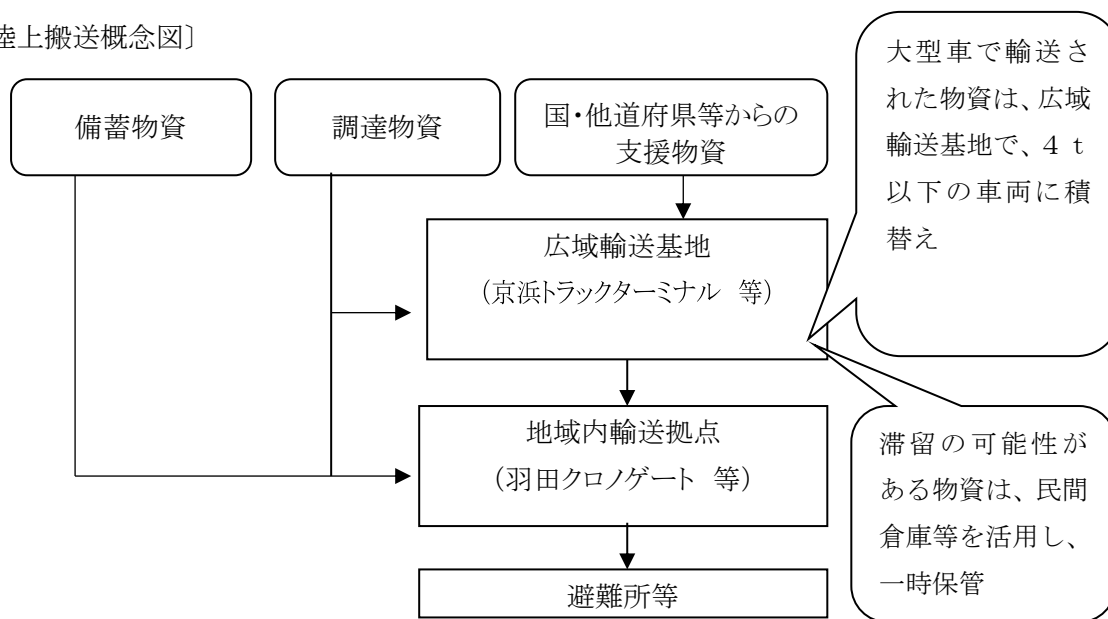 陸上搬送概念図〕
備蓄物資
調達物資
国・他道府県等からの
支援物資
大型車で輸送さ
れた物資は、広域
輸送基地で、４ｔ
以下の車両に積
替え
広域輸送基地
（京浜トラックターミナル　等）
地域内輸送拠点
（羽田クロノゲート　等）
滞留の可能性が
ある物資は、民間
倉庫等を活用し、
一時保管
避難所等